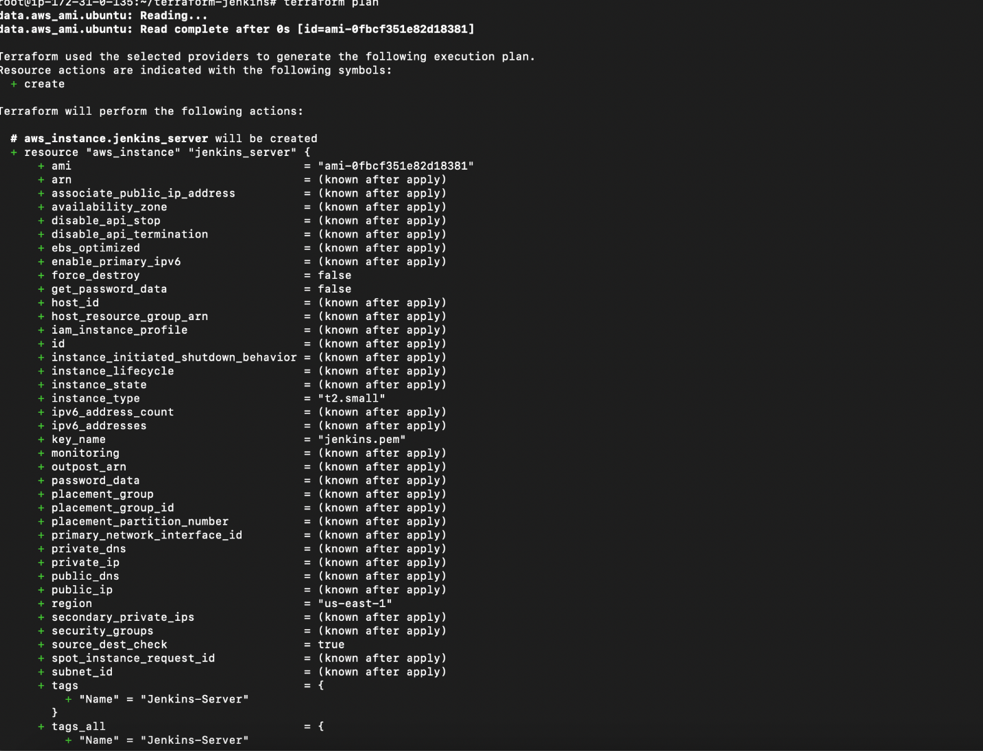 root@ip-172-31-0-135:~/terraform-jenkins# terraform plan
data.aws_ami.ubuntu: Reading...
data.aws_ami.ubuntu: Read complete after 0s [id=ami-0fbcf351e82d18381]
Terraform used the selected providers to generate the following execution plan.
Resource actions are indicated with the following symbols:
+ create
Terraform will perform the following actions:
# aws_instance.jenkins_server will be created
+ resource "aws_instance" "jenkins_server" {
+ ami = "ami-0fbcf351e82d18381"
+ arn = (known after apply)
+ associate_public_ip_address = (known after apply)
+ availability_zone = (known after apply)
+ disable_api_stop = (known after apply)
+ disable_api_termination = (known after apply)
+ ebs_optimized = (known after apply)
+ enable_primary_ipv6 = (known after apply)
+ force_destroy = false
+ get_password_data = false
+ host_id = (known after apply)
+ host_resource_group_arn = (known after apply)
+ iam_instance_profile = (known after apply)
+ id = (known after apply)
+ instance_initiated_shutdown_behavior = (known after apply)
+ instance_lifecycle = (known after apply)
+ instance_state = (known after apply)
+ instance_type = "t2.small"
+ ipv6_address_count = (known after apply)
+ ipv6_addresses = (known after apply)
+ key_name = "jenkins.pem"
+ monitoring = (known after apply)
+ outpost_arn = (known after apply)
+ password_data = (known after apply)
+ placement_group = (known after apply)
+ placement_group_id = (known after apply)
+ placement_partition_number = (known after apply)
+ primary_network_interface_id = (known after apply)
+ private_dns = (known after apply)
+ private_ip = (known after apply)
+ public_dns = (known after apply)
+ public_ip = (known after apply)
+ region = "us-east-1"
+ secondary_private_ips = (known after apply)
+ security_groups = (known after apply)
+ source_dest_check = true
+ spot_instance_request_id = (known after apply)
+ subnet_id = (known after apply)
+ tags = {
+ "Name" = "Jenkins-Server"
}
+ tags_all = {
+ "Name" = "Jenkins-Server"